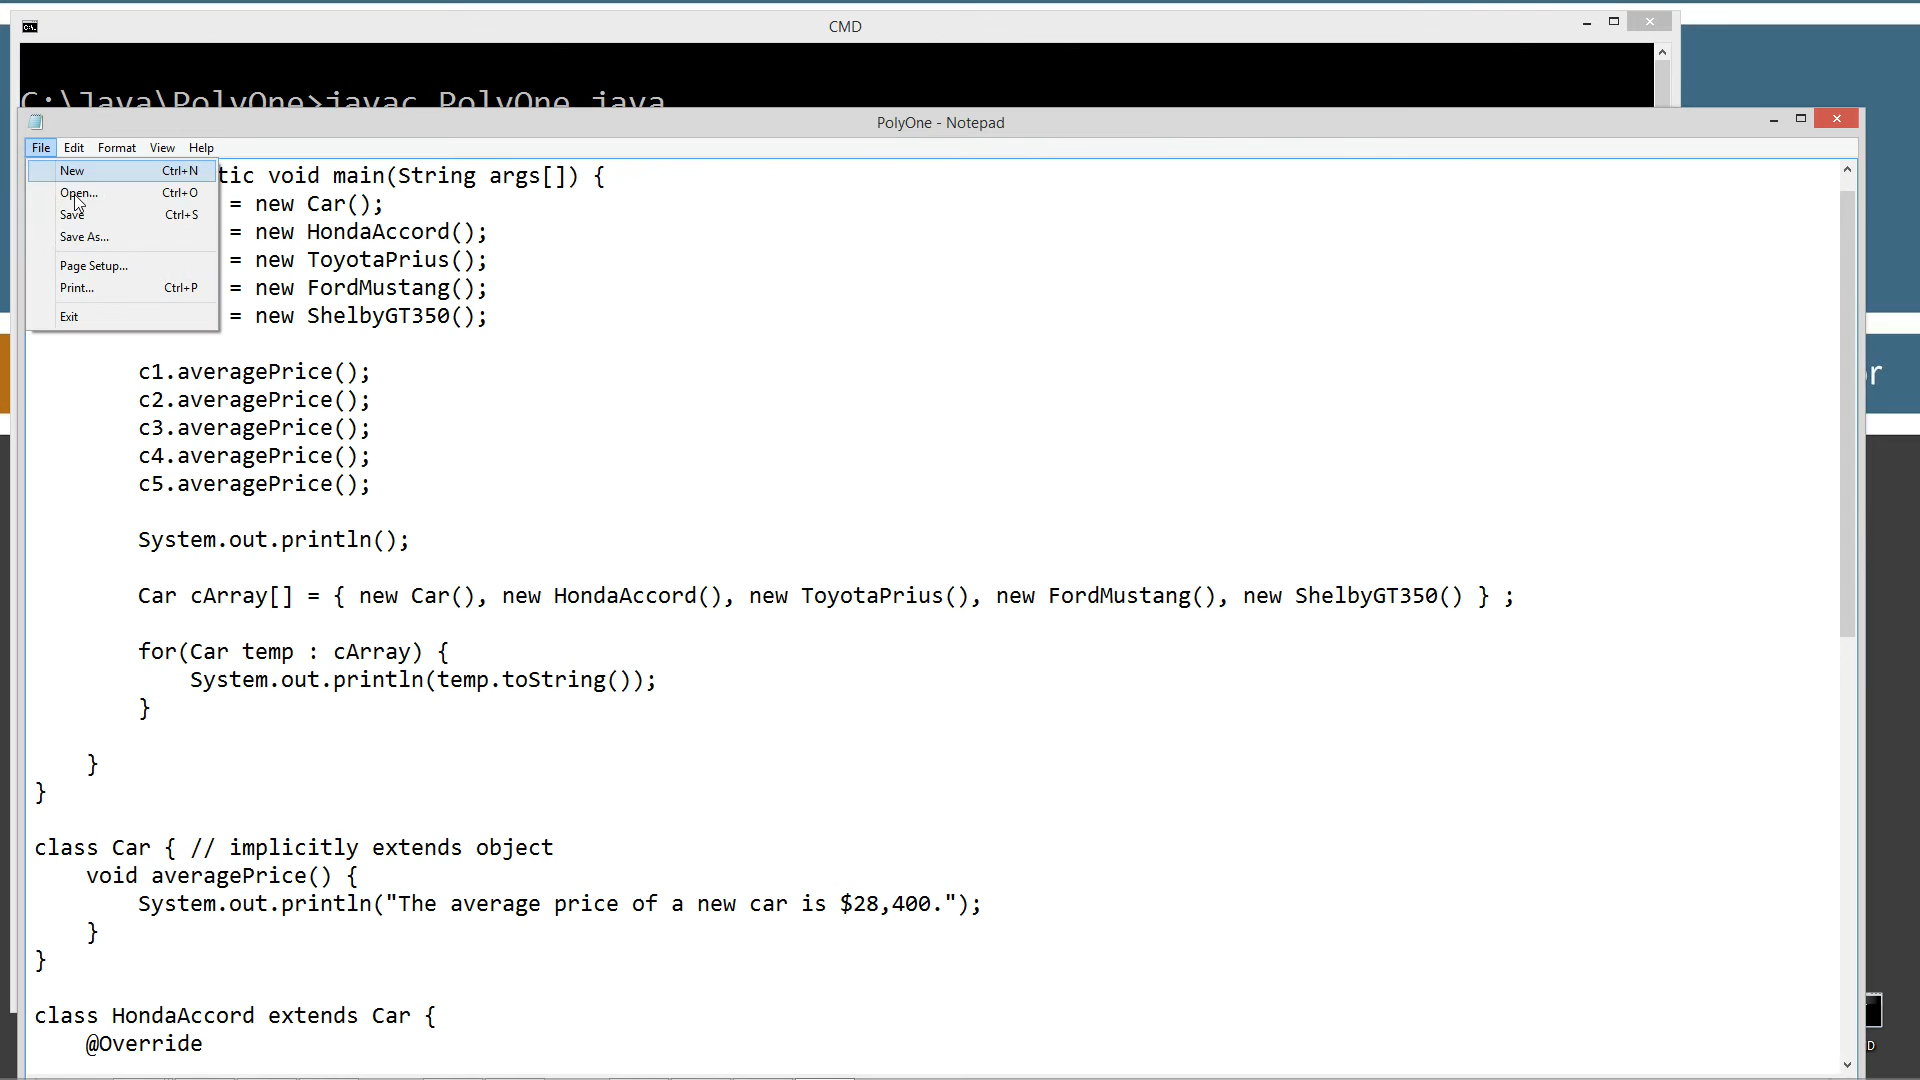 CMD
C:\Java\PolyOne>javac PolyOne.java
PolyOne - Notepad
File Edit Format View Help
New Ctrl+N
Open... Ctrl+O
Save Ctrl+S
Save As...
Page Setup...
Print... Ctrl+P
Exit
tic void main(String args[]) {
= new Car();
= new HondaAccord();
= new ToyotaPrius();
= new FordMustang();
= new ShelbyGT350();
c1.averagePrice();
c2.averagePrice();
c3.averagePrice();
c4.averagePrice();
c5.averagePrice();
System.out.println();
Car cArray[] = { new Car(), new HondaAccord(), new ToyotaPrius(), new FordMustang(), new ShelbyGT350() } ;
for(Car temp : cArray) {
System.out.println(temp.toString());
}
}
}
class Car { // implicitly extends object
void averagePrice() {
System.out.println("The average price of a new car is $28,400.");
}
}
class HondaAccord extends Car {
@Override